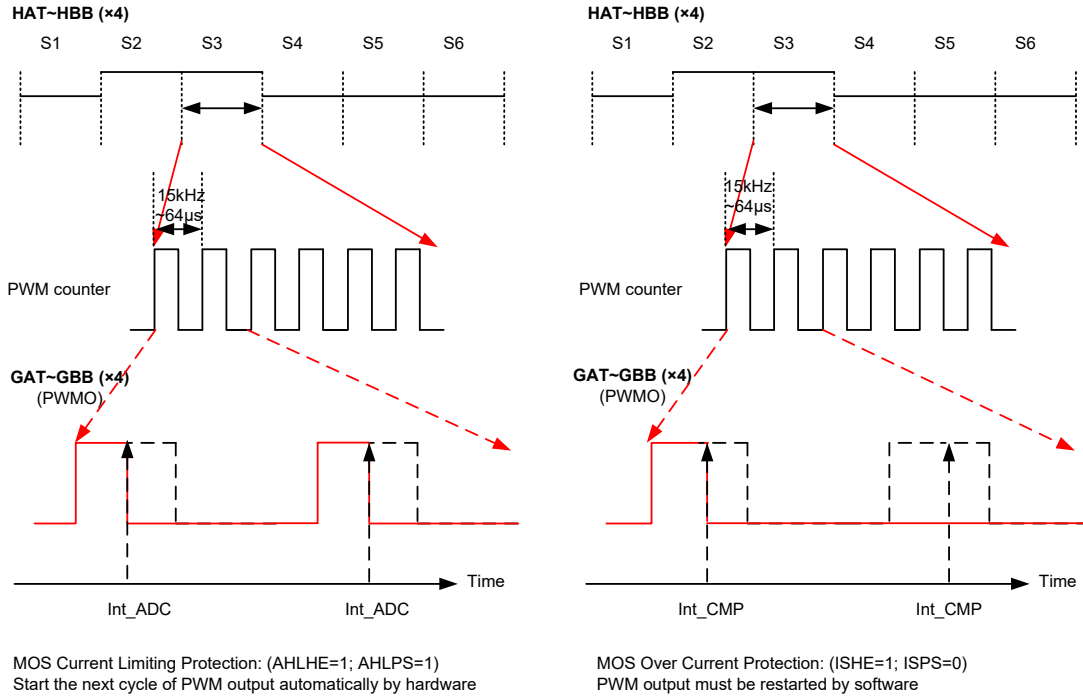 HAT~HBB (×4)
S1 S2 S3 S4 S5 S6
15kHz
~64µs
PWM counter
GAT~GBB (×4)
(PWMO)
Time
Int_ADC Int_ADC
MOS Current Limiting Protection: (AHLHE=1; AHLPS=1)
Start the next cycle of PWM output automatically by hardware
HAT~HBB (×4)
S1 S2 S3 S4 S5 S6
15kHz
~64µs
PWM counter
GAT~GBB (×4)
(PWMO)
Time
Int_CMP Int_CMP
MOS Over Current Protection: (ISHE=1; ISPS=0)
PWM output must be restarted by software